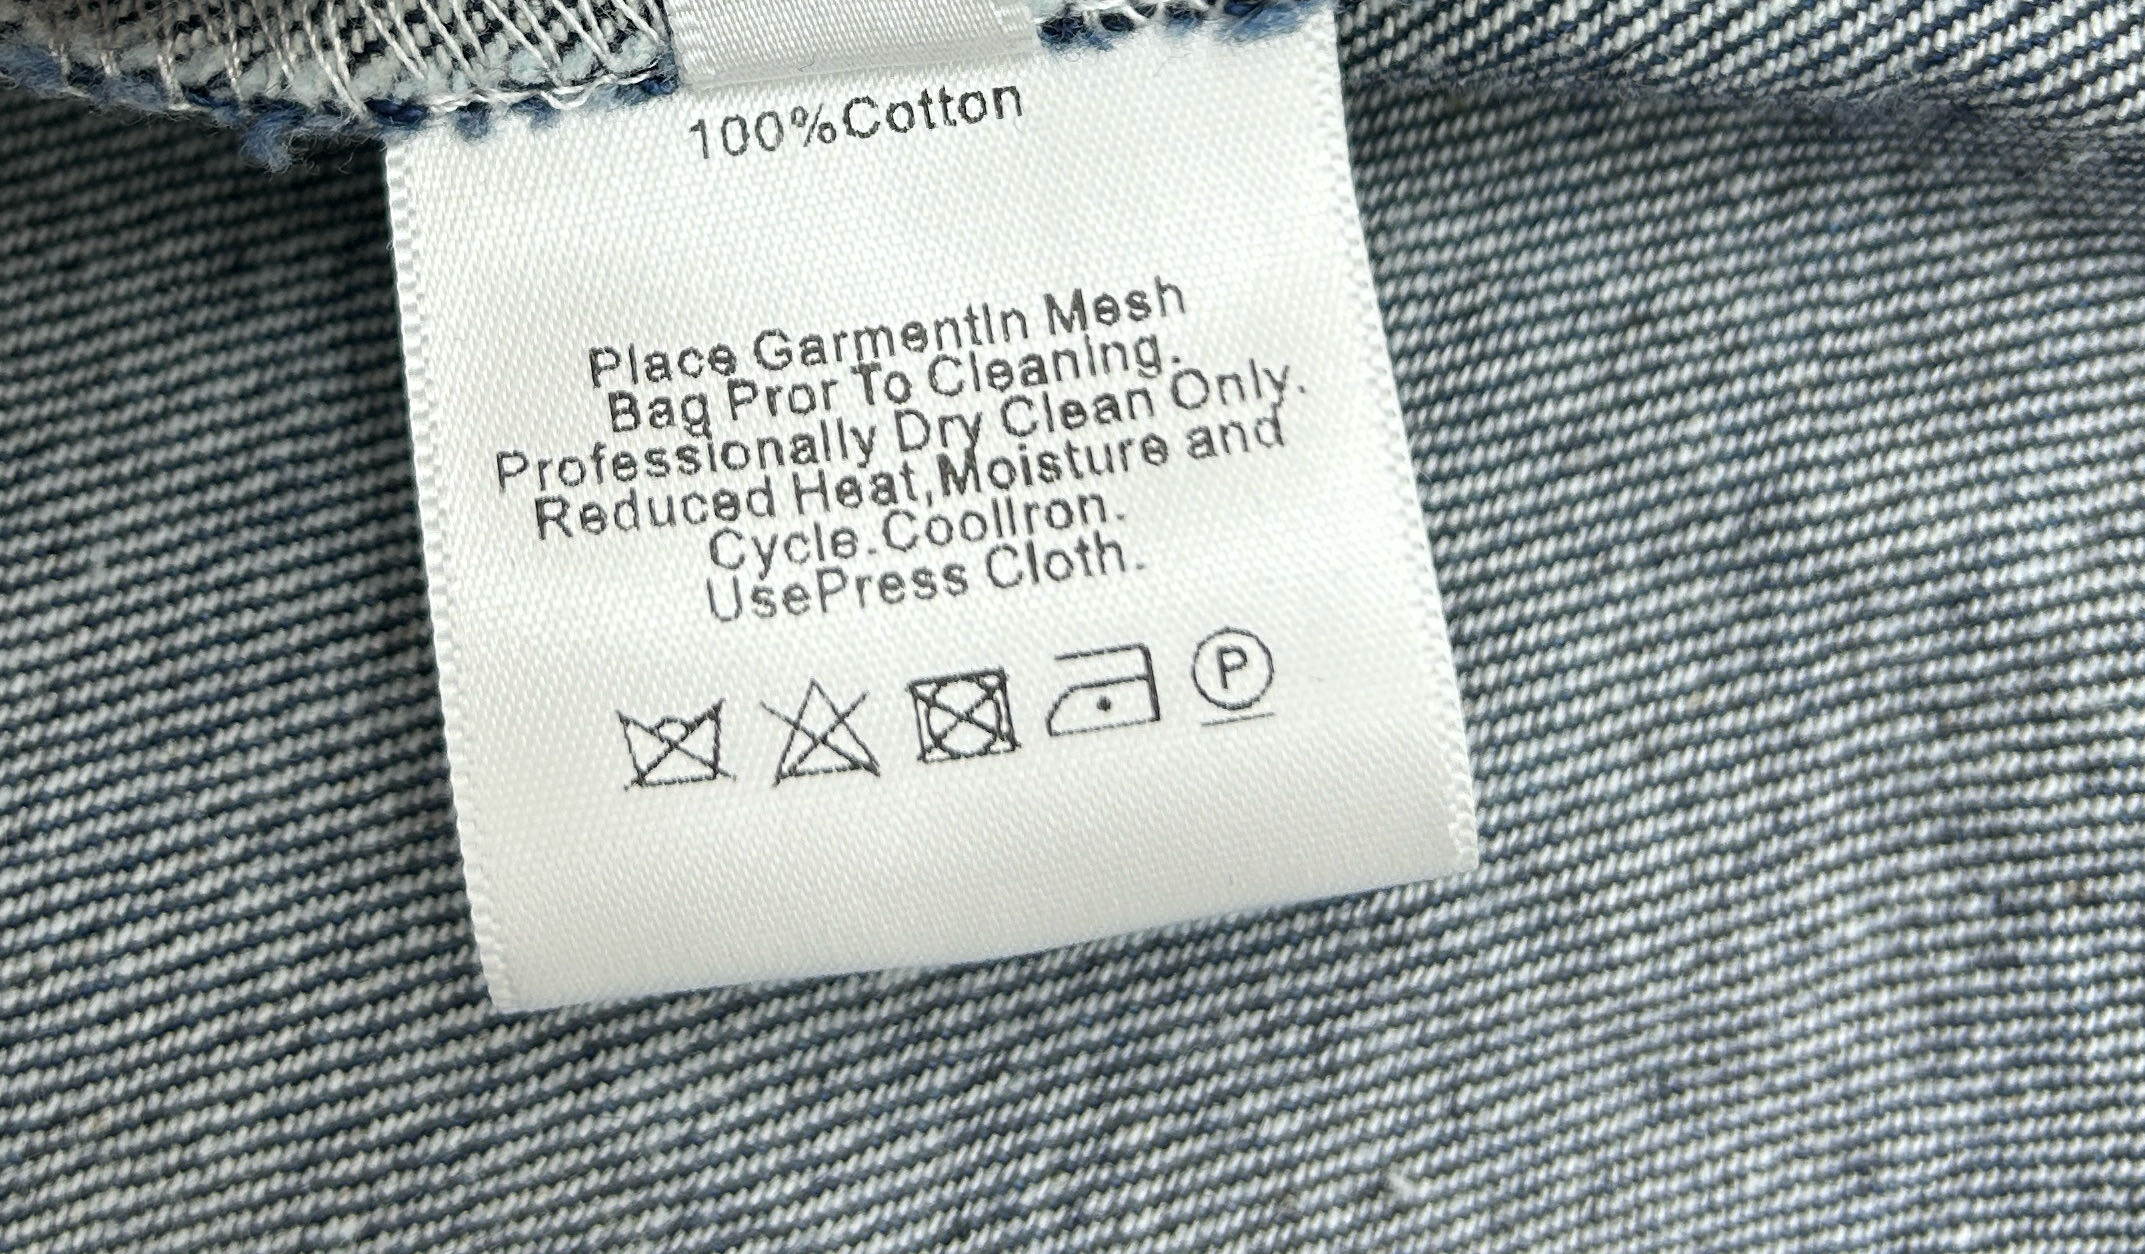 100%Cotton
Place GarmentIn Mesh
Bag Pror To Cleaning.
Professionally Dry Clean Only.
Reduced Heat,Moisture and
Cycle.CoolIron.
UsePress Cloth.
P